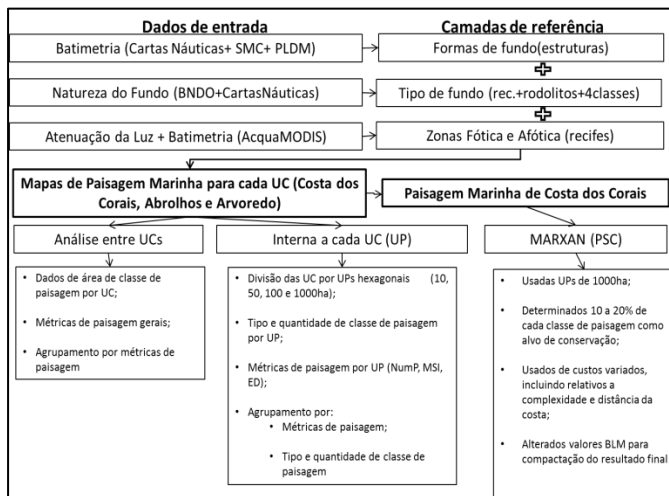 Dados de entrada
Camadas de referência
Batimetria (Cartas Náuticas+ SMC+ PLDM)
Formas de fundo(estruturas)
Natureza do Fundo (BNDO+CartasNáuticas)
Tipo de fundo (rec.+rodolitos+4classes)
Atenuação da Luz + Batimetria (AcquaMODIS)
Zonas Fótica e Afótica (recifes)
Mapas de Paisagem Marinha para cada UC (Costa dos
Corais, Abrolhos e Arvoredo)
Paisagem Marinha de Costa dos Corais
Análise entre UCs
• Dados de área de classe de
paisagem por UC;
• Métricas de paisagem gerais;
• Agrupamento por métricas de
paisagem
Interna a cada UC (UP)
• Divisão das UC por UPs hexagonais (10,
50, 100 e 1000ha);
• Tipo e quantidade de classe de paisagem
por UP;
• Métricas de paisagem por UP (NumP, MSI,
ED);
• Agrupamento por:
• Métricas de paisagem;
• Tipo e quantidade de classe de
paisagem
MARXAN (PSC)
• Usadas UPs de 1000ha;
• Determinados 10 a 20% de
cada classe de paisagem como
alvo de conservação;
• Usados de custos variados,
incluindo relativos a
complexidade e distância da
costa;
• Alterados valores BLM para
compactação do resultado final